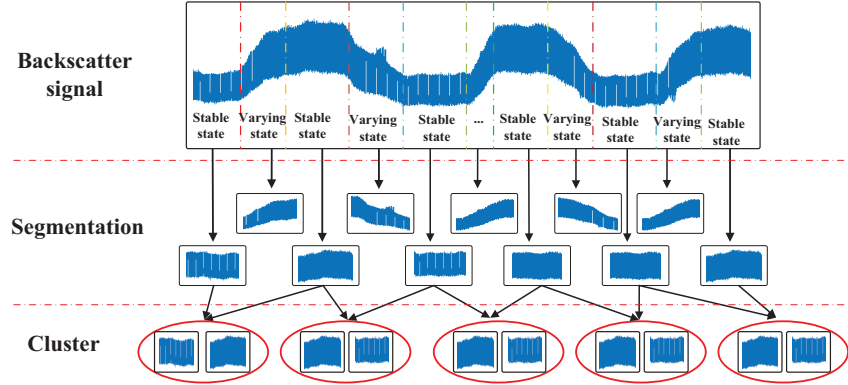 Backscatter
signal
Stable
state
Varying
state
Stable
state
Varying
state
Stable
state
...
Stable
state
Varying
state
Stable
state
Varying
state
Stable
state
Segmentation
Cluster